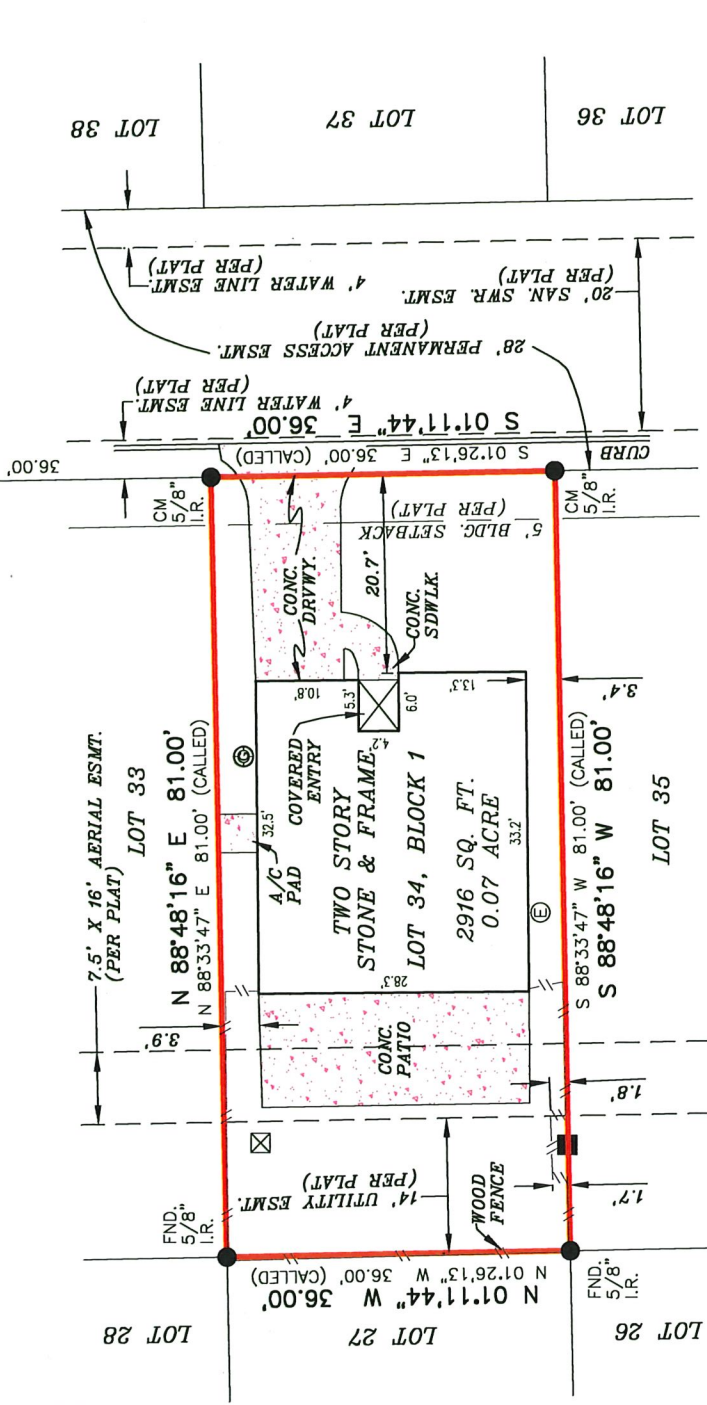 LOT 38
LOT 37
LOT 36
4' WATER LINE ESMT.
(PER PLAT)
20' SAN. SWR. ESMT.
(PER PLAT)
28' PERMANENT ACCESS ESMT.
(PER PLAT)
4' WATER LINE ESMT.
(PER PLAT)
S 01°11'44" E 36.00'
S 01°26'13" E 36.00' (CALLED)
CURB
36.00'
CM
5/8"
I.R.
CM
5/8"
I.R.
5' BLDG. SETBACK
(PER PLAT)
CONC.
DRVWY.
20.7'
CONC.
SDWLK.
10.8'
5.3'
6.0'
4.2'
13.3'
3.4'
COVERED
ENTRY
7.5' X 16' AERIAL ESMT.
(PER PLAT)
LOT 33
N 88°48'16" E 81.00'
N 88°33'47" E 81.00' (CALLED)
G
A/C
PAD
32.5'
TWO STORY
STONE & FRAME
LOT 34, BLOCK 1
2916 SQ. FT.
0.07 ACRE
33.2'
E
28.3'
S 88°33'47" W 81.00' (CALLED)
S 88°48'16" W 81.00'
LOT 35
3.9'
CONC.
PATIO
1.8'
1.7'
14' UTILITY ESMT.
(PER PLAT)
WOOD
FENCE
FND.
5/8"
I.R.
FND.
5/8"
I.R.
N 01°26'13" W 36.00' (CALLED)
N 01°11'44" W 36.00'
LOT 28
LOT 27
LOT 26